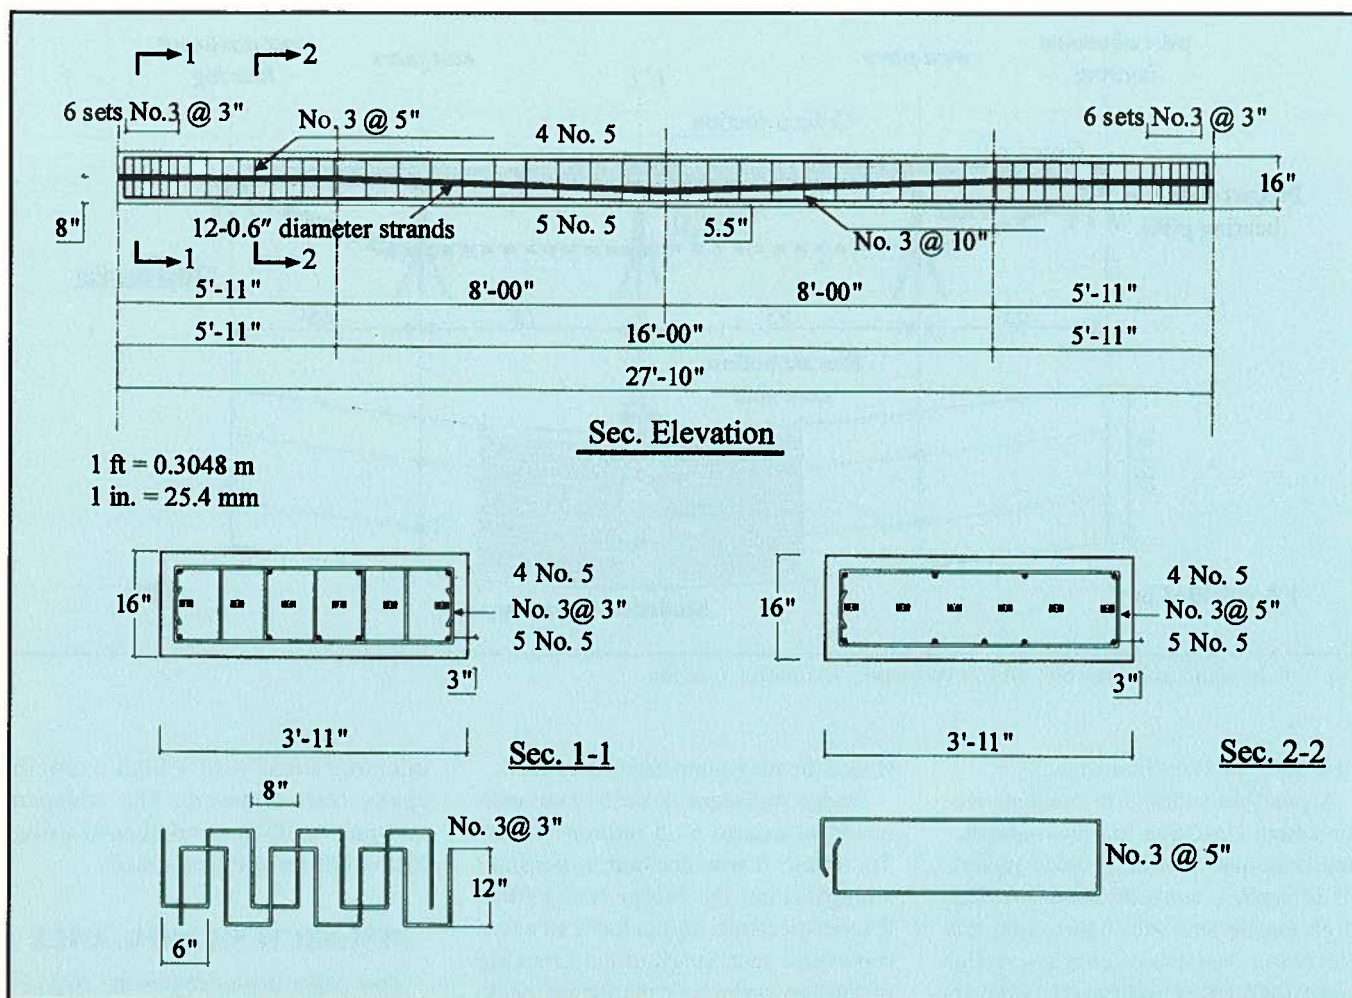 1
2
6 sets No.3 @ 3"
No. 3 @ 5"
4 No. 5
6 sets No.3 @ 3"
16"
8"
12-0.6" diameter strands
5 No. 5
5.5"
No. 3 @ 10"
1
2
5'-11"
8'-00"
8'-00"
5'-11"
5'-11"
16'-00"
5'-11"
27'-10"
Sec. Elevation
1 ft = 0.3048 m
1 in. = 25.4 mm
16"
4 No. 5
No. 3@ 3"
5 No. 5
3"
3'-11"
Sec. 1-1
16"
4 No. 5
No. 3@ 5"
5 No. 5
3"
3'-11"
Sec. 2-2
8"
No. 3@ 3"
12"
6"
No.3 @ 5"